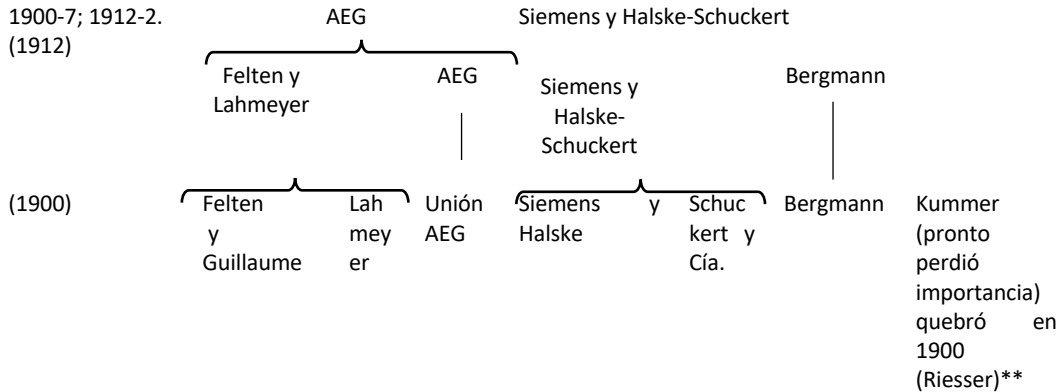 1900-7; 1912-2. AEG Siemens y Halske-Schuckert
(1912)
Felten y Lahmeyer
AEG
Siemens y Halske-Schuckert
Bergmann
(1900)
Felten y Guillaume
Lah mey er
Unión AEG
Siemens y Halske
Schuc kert y Cía.
Bergmann
Kummer
(pronto
perdió
importancia)
quebró en
1900
(Riesser)**